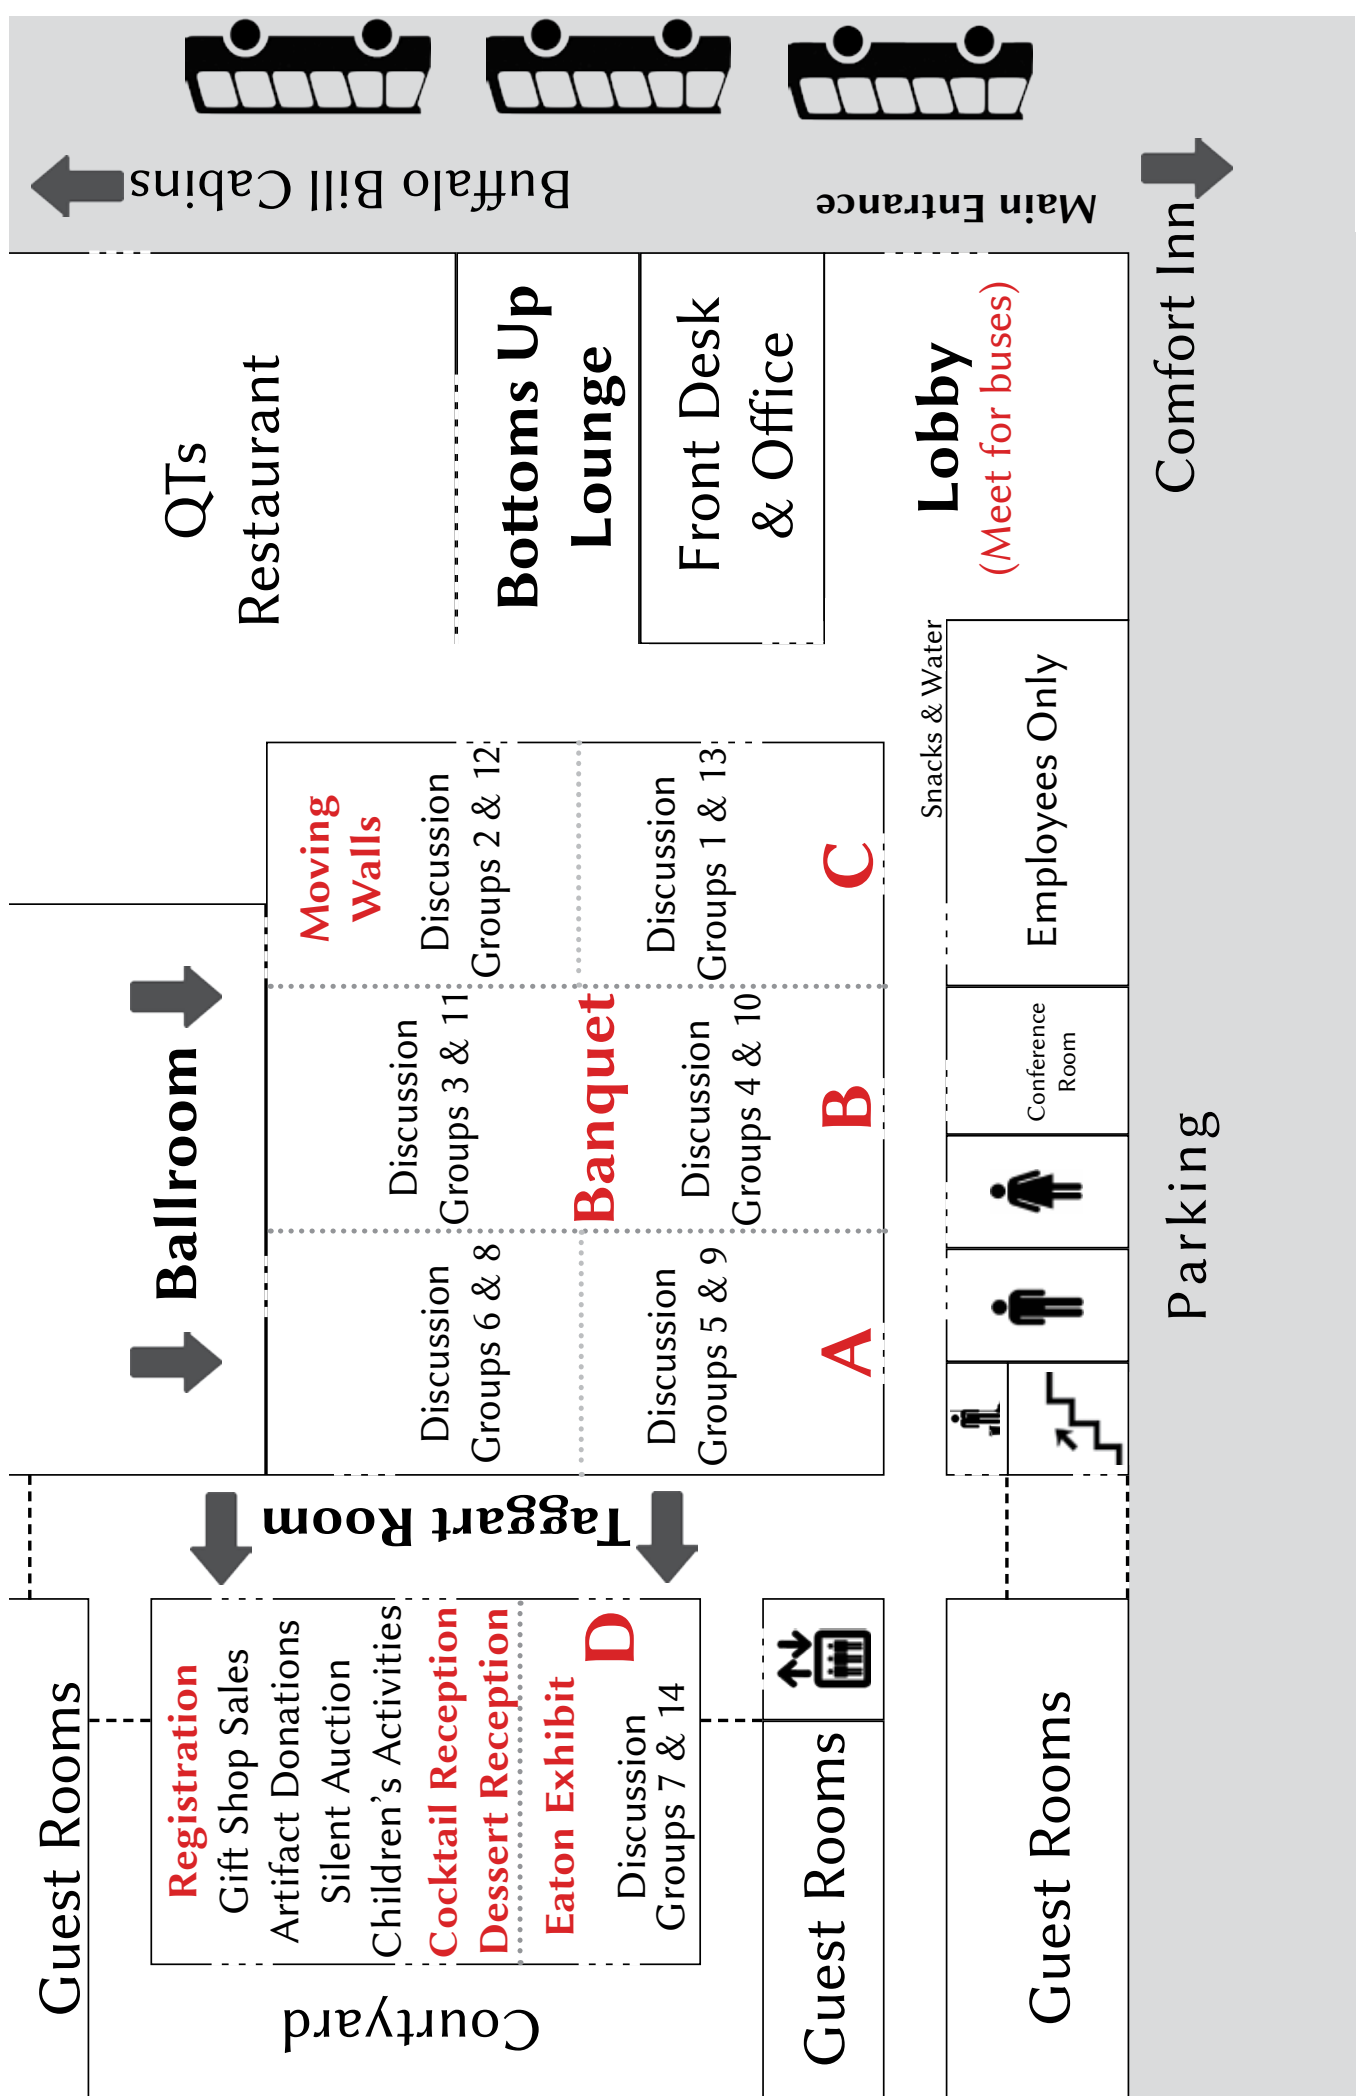 Buffalo Bill Cabins
Main Entrance
Comfort Inn
QTs
Restaurant
Bottoms Up
Lounge
Front Desk
& Office
Lobby
(Meet for buses)
Snacks & Water
Employees Only
Conference
Room
Parking
Ballroom
Moving
Walls
Discussion
Groups 2 & 12
Discussion
Groups 1 & 13
C
Discussion
Groups 3 & 11
Banquet
Discussion
Groups 4 & 10
B
Discussion
Groups 6 & 8
Discussion
Groups 5 & 9
A
Taggart Room
Guest Rooms
Registration
Gift Shop Sales
Artifact Donations
Silent Auction
Children’s Activities
Cocktail Reception
Dessert Reception
Eaton Exhibit
D
Discussion
Groups 7 & 14
Courtyard
Guest Rooms
Guest Rooms